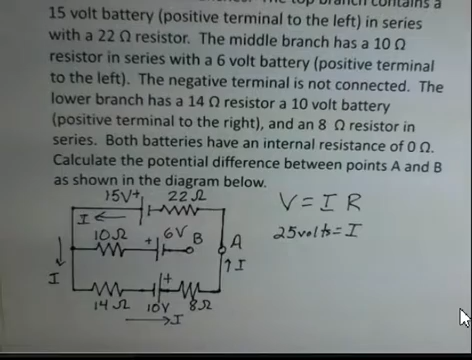 15 volt battery (positive terminal to the left) in series
with a 22 Ω resistor. The middle branch has a 10 Ω
resistor in series with a 6 volt battery (positive terminal
to the left). The negative terminal is not connected. The
lower branch has a 14 Ω resistor a 10 volt battery
(positive terminal to the right), and an 8 Ω resistor in
series. Both batteries have an internal resistance of 0 Ω.
Calculate the potential difference between points A and B
as shown in the diagram below.
15V+ 22Ω
I
V = I R
10Ω + 6V B A
25volts = I
I
I
+
14Ω 10V 8Ω
I